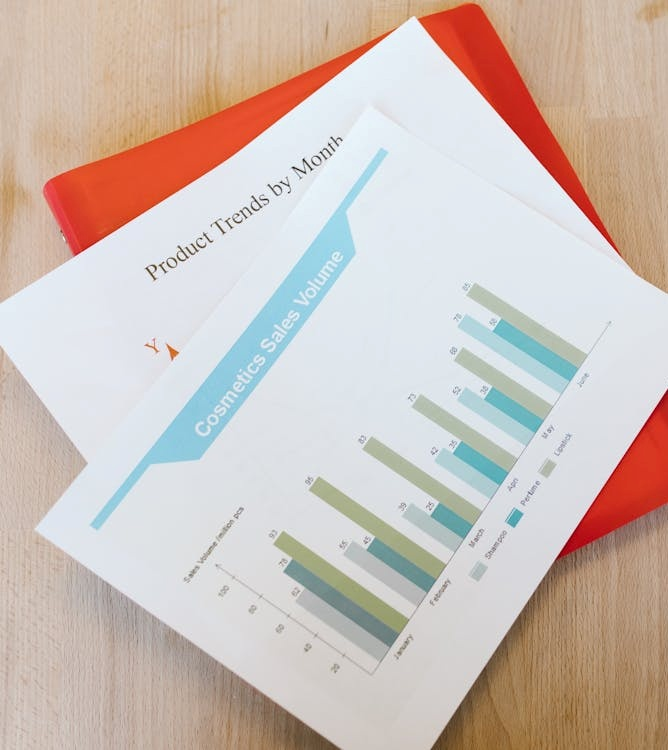 Product Trends by Month
Y
Cosmetics Sales Volume
Sales Volume /million pcs
100
80
60
40
20
62 78 93
55 45 95
39 25 83
42 35 73
52 38 68
78 58 85
January
February
March
April
May
June
Shampoo
Perfume
Lipstick